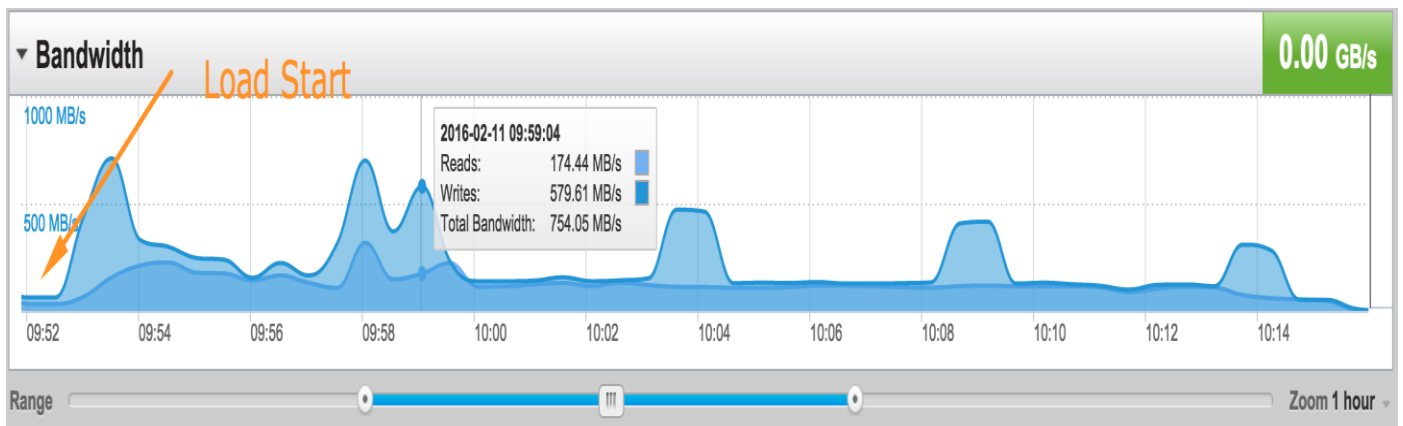 Bandwidth
0.00 GB/s
Load Start
1000 MB/s
500 MB/s
2016-02-11 09:59:04
Reads: 174.44 MB/s
Writes: 579.61 MB/s
Total Bandwidth: 754.05 MB/s
09:52 09:54 09:56 09:58 10:00 10:02 10:04 10:06 10:08 10:10 10:12 10:14
Range Zoom 1 hour